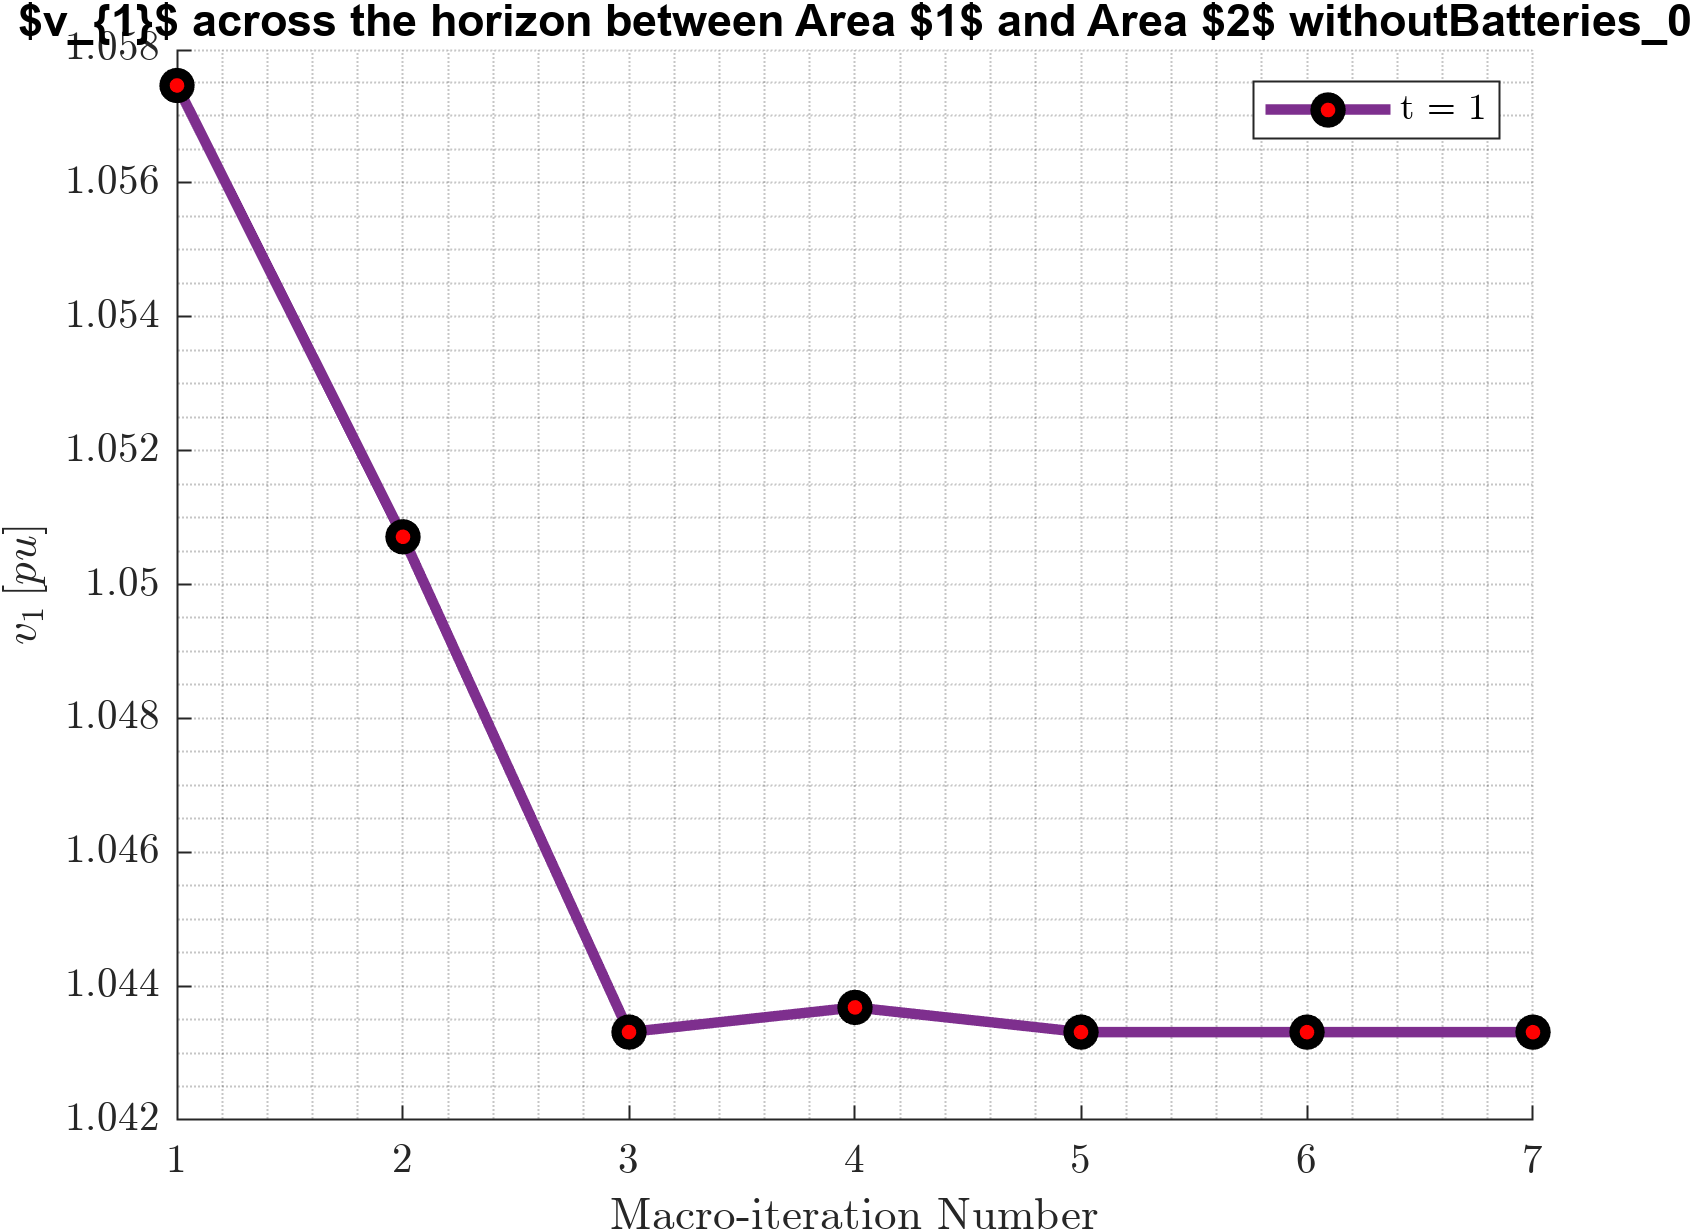 $v_{1}$ across the horizon between Area $1$ and Area $2$ withoutBatteries_0
1.058
t = 1
1.056
1.054
1.052
1.05
1.048
1.046
1.044
1.042
v1 [pu]
1 2 3 4 5 6 7
Macro-iteration Number